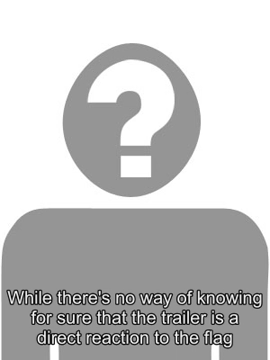 ?
While there's no way of knowing
for sure that the trailer is a
direct reaction to the flag